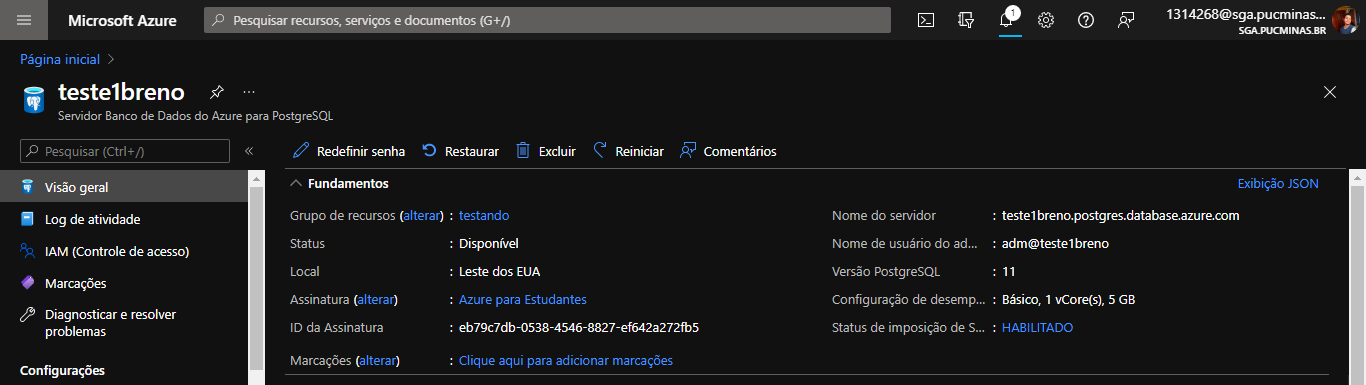 Microsoft Azure
Pesquisar recursos, serviços e documentos (G+/)
1
1314268@sga.pucminas...
SGA.PUCMINAS.BR
Página inicial >
teste1breno
...
Servidor Banco de Dados do Azure para PostgreSQL
Pesquisar (Ctrl+/)
«
Redefinir senha Restaurar Excluir Reiniciar Comentários
Visão geral
Log de atividade
IAM (Controle de acesso)
Marcações
Diagnosticar e resolver
problemas
Configurações
Fundamentos
Exibição JSON
Grupo de recursos (alterar) : testando
Status : Disponível
Local : Leste dos EUA
Assinatura (alterar) : Azure para Estudantes
ID da Assinatura : eb79c7db-0538-4546-8827-ef642a272fb5
Marcações (alterar) : Clique aqui para adicionar marcações
Nome do servidor : teste1breno.postgres.database.azure.com
Nome de usuário do ad... : adm@teste1breno
Versão PostgreSQL : 11
Configuração de desemp... : Básico, 1 vCore(s), 5 GB
Status de imposição de S... : HABILITADO